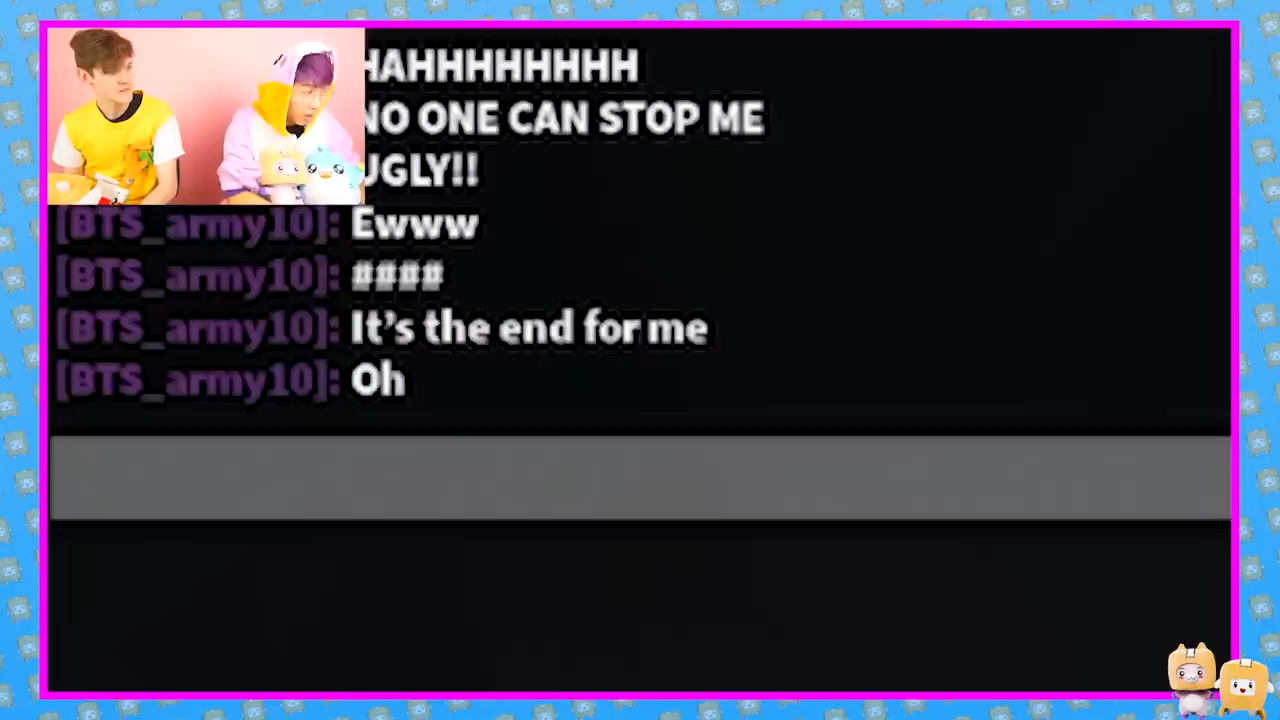 HAHHHHHHHH
NO ONE CAN STOP ME
UGLY!!
[BTS_army10]: Ewww
[BTS_army10]: ####
[BTS_army10]: It’s the end for me
[BTS_army10]: Oh